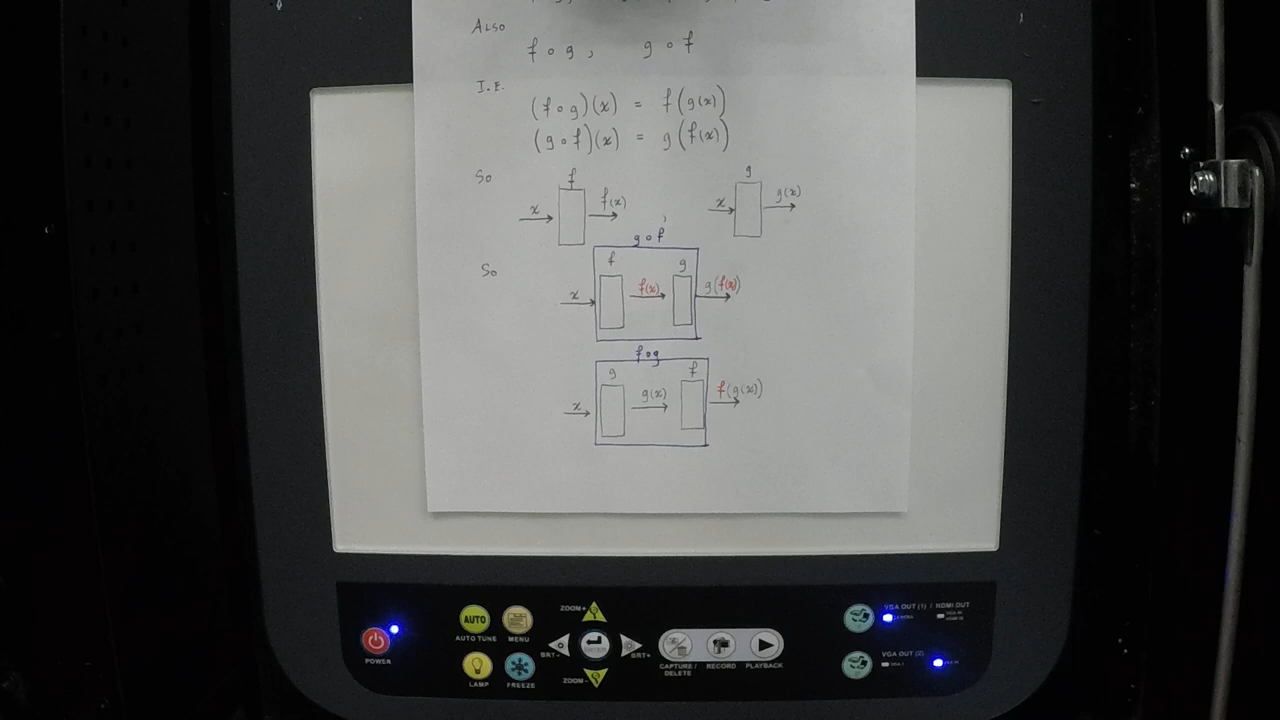 ALSO
f ∘ g , g ∘ f
I.E.
(f ∘ g)(x) = f(g(x))
(g ∘ f)(x) = g(f(x))
So
f
x
f(x)
,
g
x
g(x)
So
g ∘ f
f
g
x
f(x)
g(f(x))
f ∘ g
g
f
x
g(x)
f(g(x))
POWER
AUTO
AUTO TUNE
MENU
LAMP
FREEZE
ZOOM+
BRT-
ENTER
BRT+
ZOOM-
CAPTURE / DELETE
RECORD
PLAYBACK
VGA OUT (1) / HDMI OUT
VGA OUT (2)